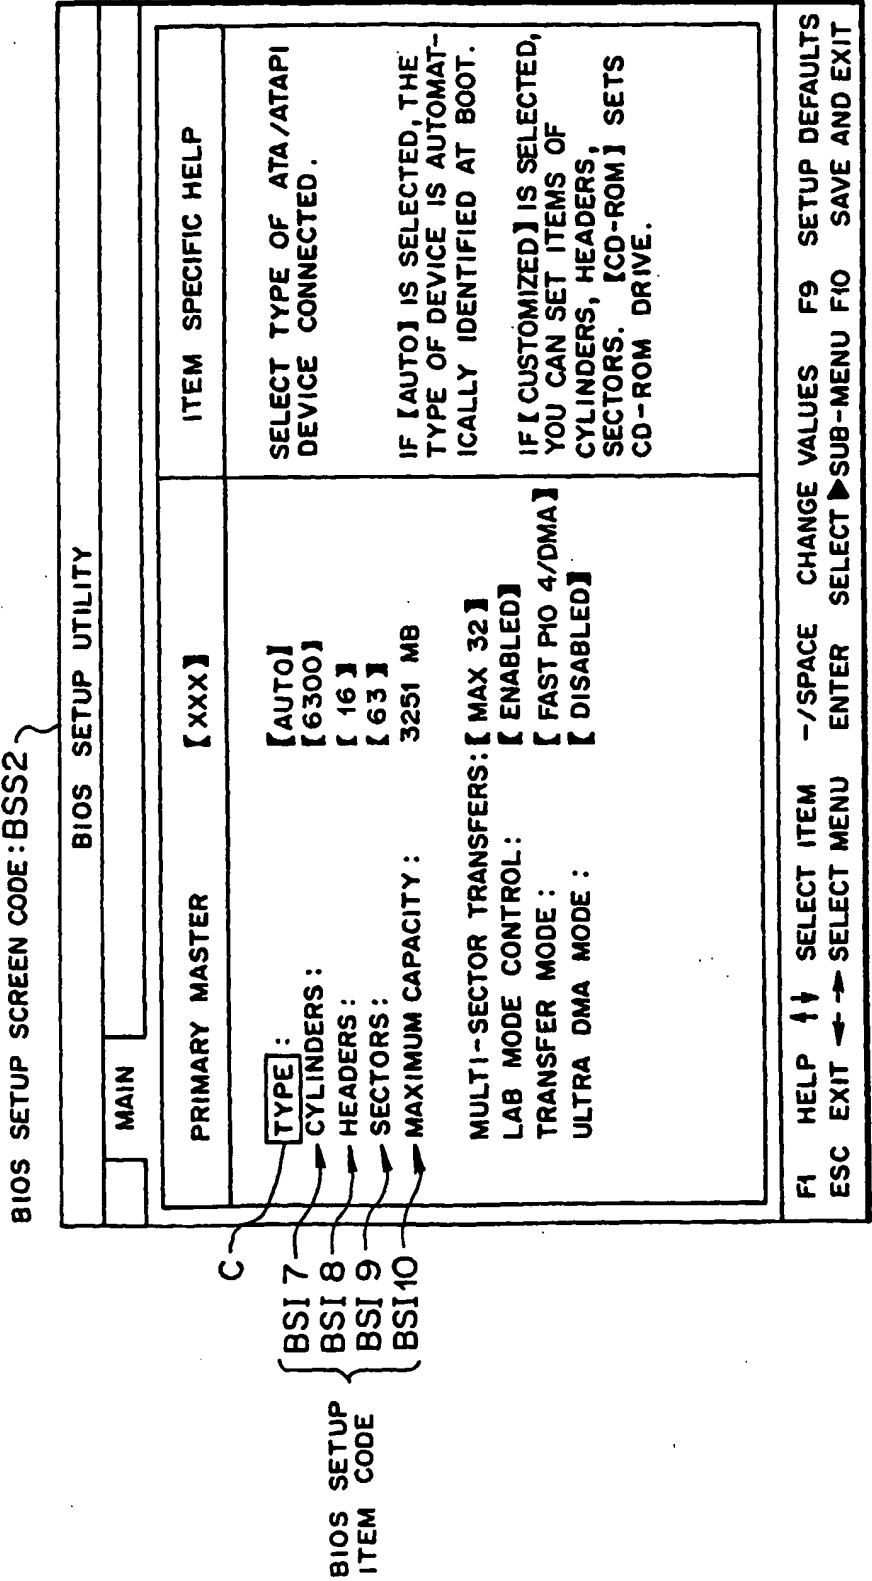 BIOS SETUP SCREEN CODE:BSS2
BIOS SETUP UTILITY
MAIN
PRIMARY MASTER [XXX]
ITEM SPECIFIC HELP
C
TYPE: [AUTO]
BSI 7 CYLINDERS: [6300]
BSI 8 HEADERS: [ 16 ]
BSI 9 SECTORS: [ 63 ]
BSI10 MAXIMUM CAPACITY: 3251 MB
BIOS SETUP
ITEM CODE
MULTI-SECTOR TRANSFERS: [ MAX 32 ]
LAB MODE CONTROL: [ ENABLED]
TRANSFER MODE: [ FAST PIO 4/DMA]
ULTRA DMA MODE: [ DISABLED]
SELECT TYPE OF ATA/ATAPI
DEVICE CONNECTED.
IF [AUTO] IS SELECTED, THE
TYPE OF DEVICE IS AUTOMAT-
ICALLY IDENTIFIED AT BOOT.
IF [ CUSTOMIZED] IS SELECTED,
YOU CAN SET ITEMS OF
CYLINDERS, HEADERS,
SECTORS. [CD-ROM] SETS
CD-ROM DRIVE.
F1 HELP ↑↓ SELECT ITEM -/SPACE CHANGE VALUES F9 SETUP DEFAULTS
ESC EXIT ←→ SELECT MENU ENTER SELECT ▶SUB-MENU F10 SAVE AND EXIT